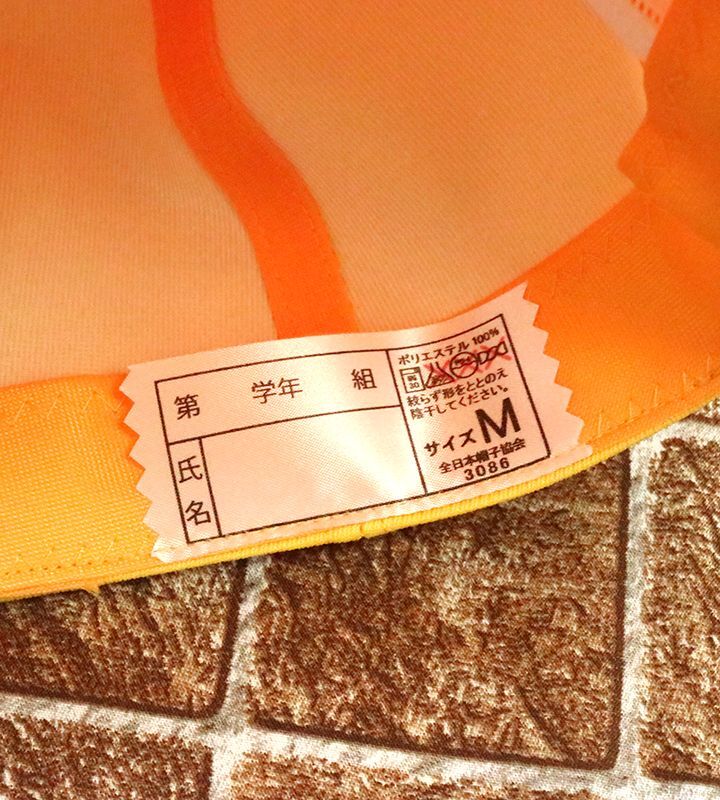 第 学年 組
氏名
ポリエステル 100%
絞らず形をととのえ
陰干してください。
サイズ M
全日本帽子協会
3086